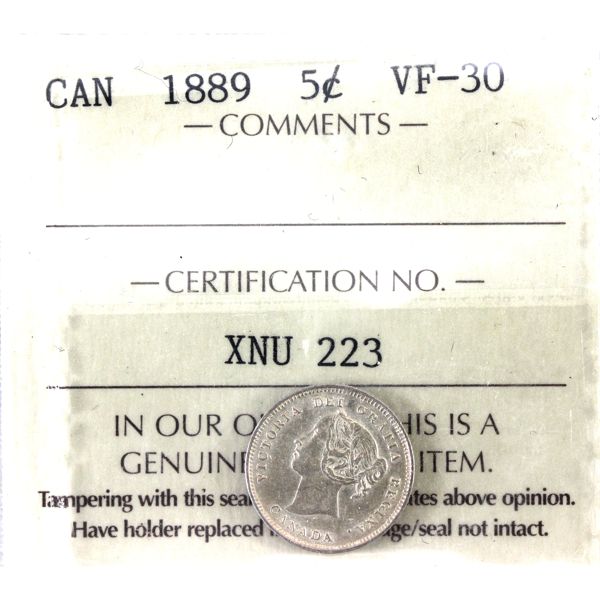 CAN 1889 5¢ VF-30
— COMMENTS —
— CERTIFICATION NO. —
XNU 223
IN OUR O HIS IS A
GENUIN ITEM.
Tampering with this sea tes above opinion.
Have holder replaced ge/seal not intact.
VICTORIA DEI GRATIA REGINA
CANADA